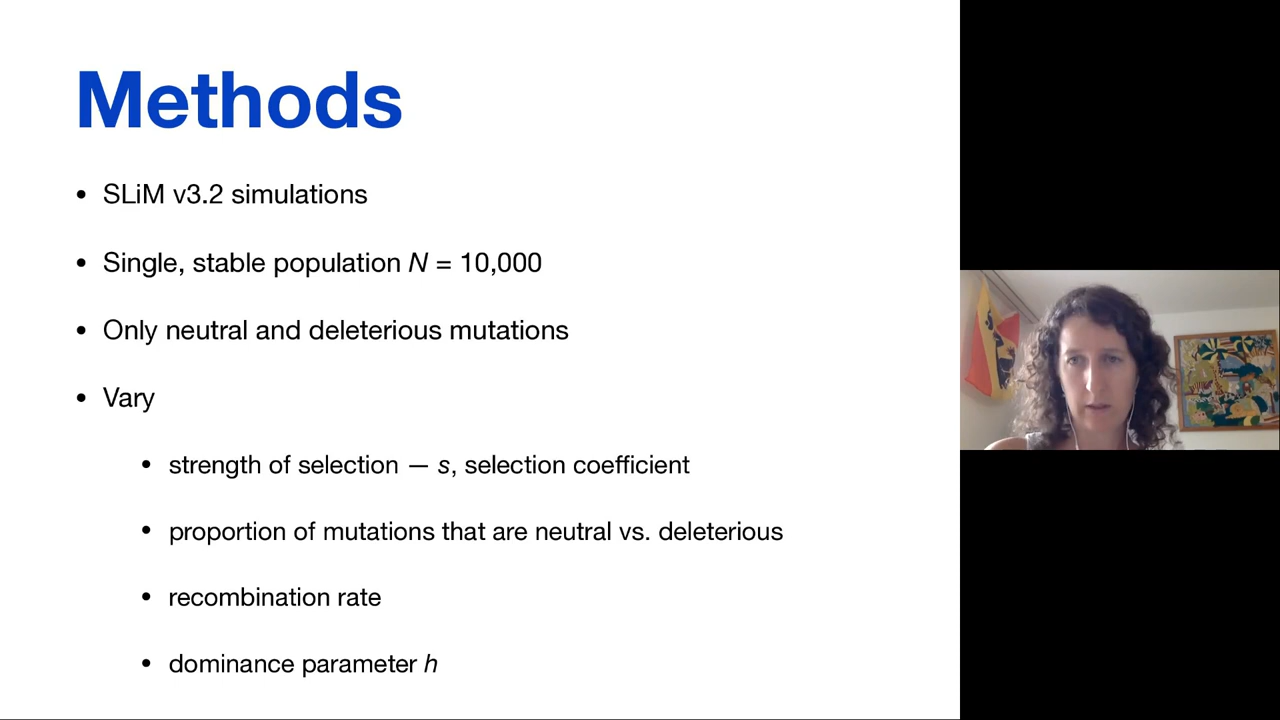 Methods
• SLiM v3.2 simulations
• Single, stable population N = 10,000
• Only neutral and deleterious mutations
• Vary
• strength of selection — s, selection coefficient
• proportion of mutations that are neutral vs. deleterious
• recombination rate
• dominance parameter h